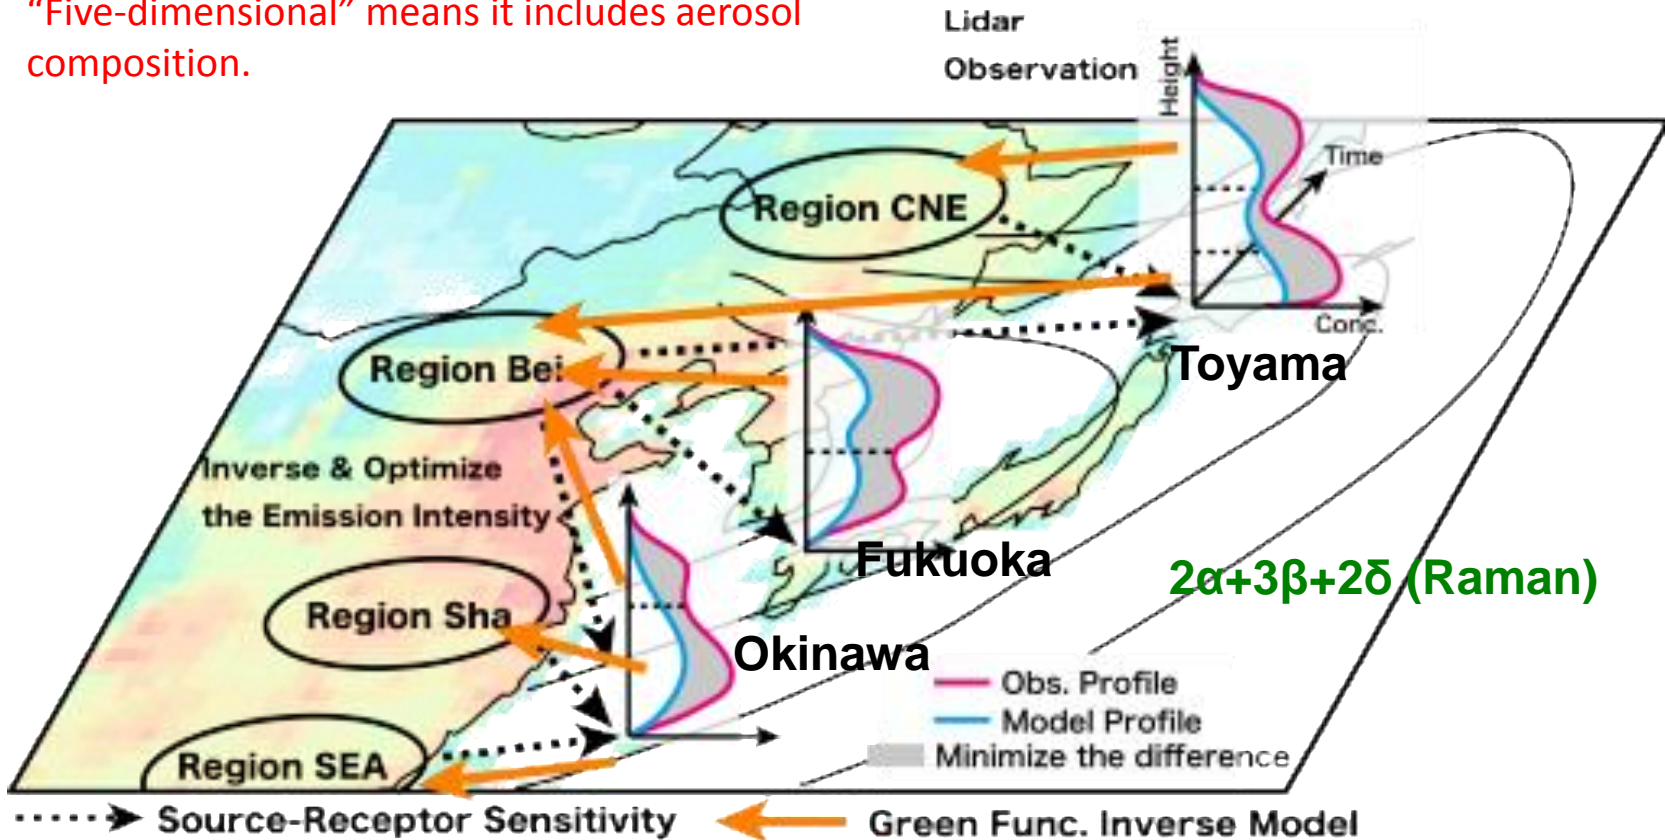 “Five-dimensional” means it includes aerosol
composition.
Lidar
Observation
Height
Time
Conc.
Region CNE
Region Bei
Toyama
Inverse & Optimize
the Emission Intensity
Fukuoka
2α+3β+2δ (Raman)
Region Sha
Okinawa
Obs. Profile
Model Profile
Minimize the difference
Region SEA
Source-Receptor Sensitivity
Green Func. Inverse Model